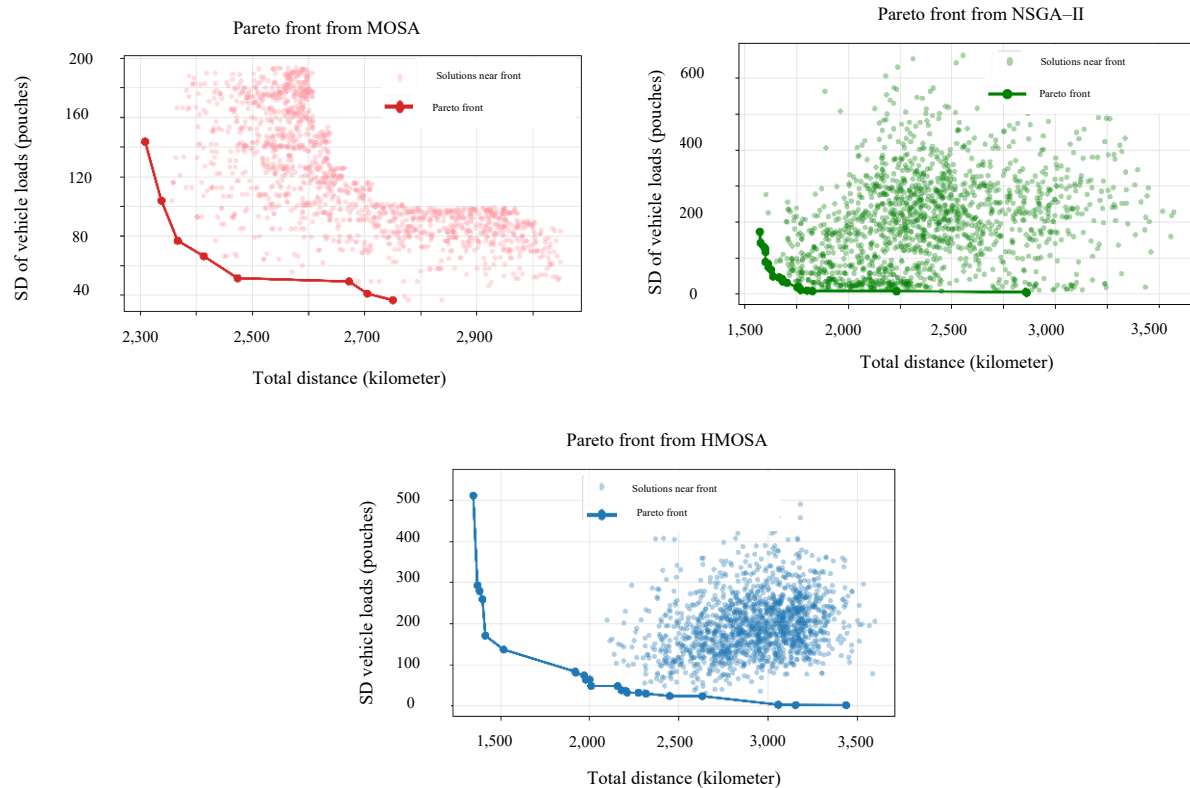 Pareto front from MOSA
SD of vehicle loads (pouches)
200
160
120
80
40
Solutions near front
Pareto front
2,300
2,500
2,700
2,900
Total distance (kilometer)
Pareto front from NSGA–II
SD of vehicle loads (pouches)
600
400
200
0
Solutions near front
Pareto front
1,500
2,000
2,500
3,000
3,500
Total distance (kilometer)
Pareto front from HMOSA
SD vehicle loads (pouches)
500
400
300
200
100
0
Solutions near front
Pareto front
1,500
2,000
2,500
3,000
3,500
Total distance (kilometer)